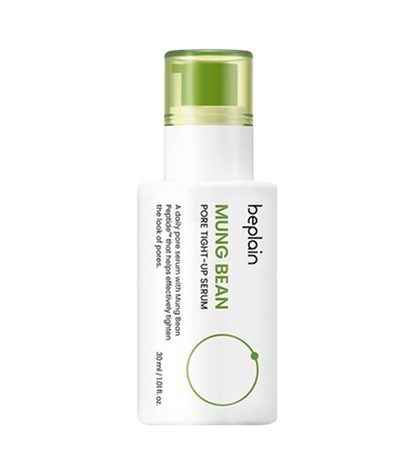 beplain
MUNG BEAN
PORE TIGHT-UP SERUM
A daily pore serum with Mung Bean
Peptide™ that helps effectively tighten
the look of pores.
30 ml / 1.01 fl. oz.